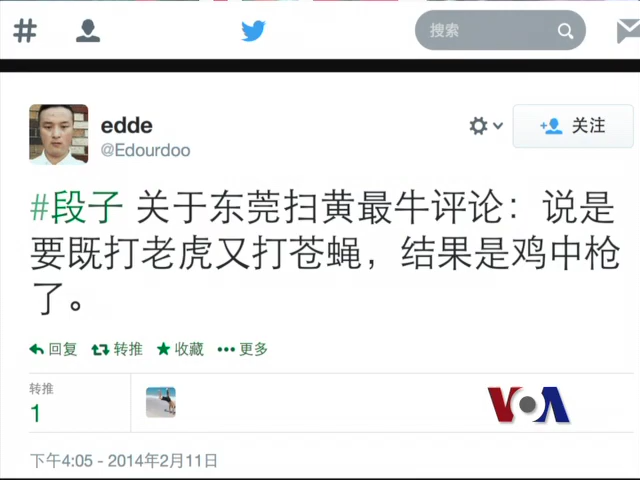 #
搜索
edde
@Edourdoo
关注
#段子 关于东莞扫黄最牛评论：说是
要既打老虎又打苍蝇，结果是鸡中枪
了。
回复 转推 收藏 更多
转推
1
VOA
下午4:05 - 2014年2月11日